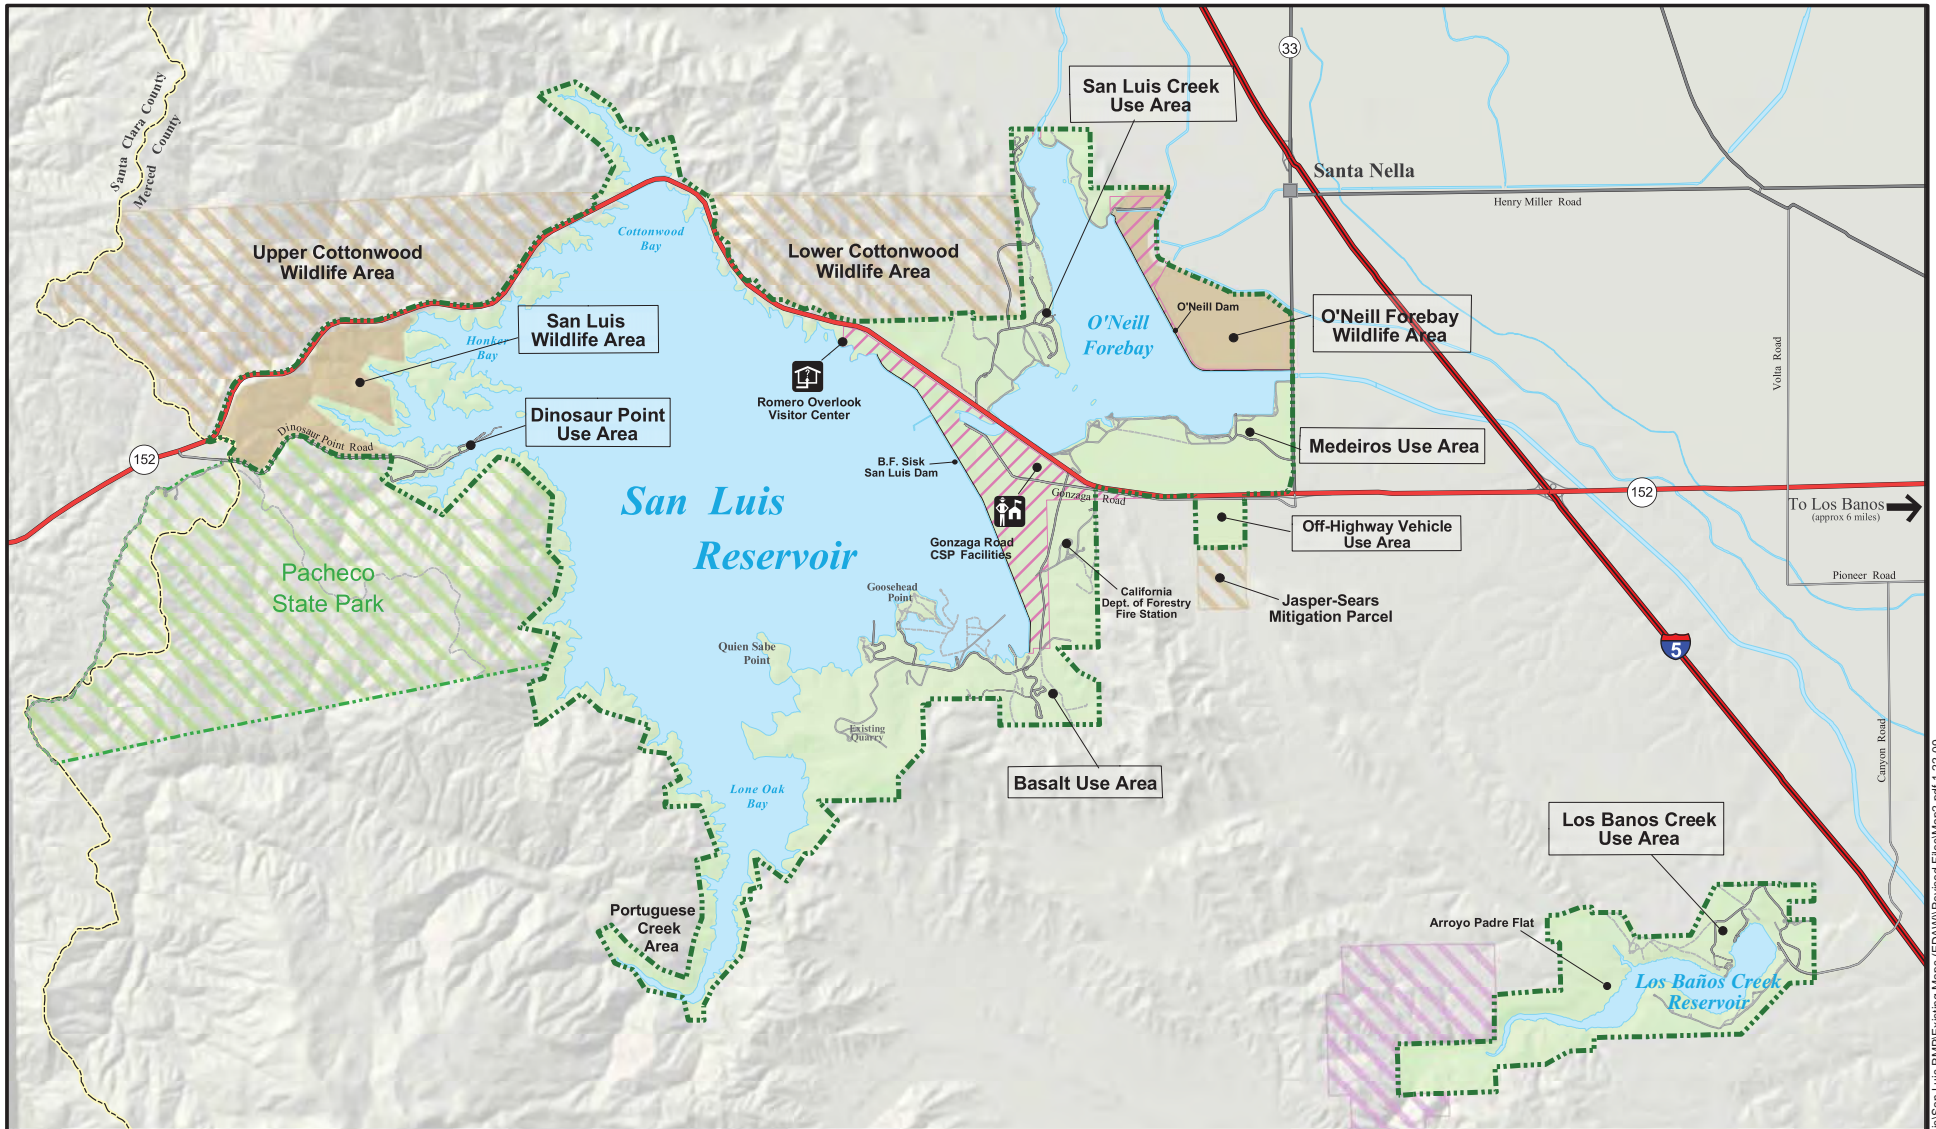 Santa Clara County
Merced County
33
San Luis Creek
Use Area
Santa Nella
Henry Miller Road
Cottonwood
Bay
Upper Cottonwood
Wildlife Area
Lower Cottonwood
Wildlife Area
San Luis
Wildlife Area
Honker
Bay
O'Neill Dam
O'Neill
Forebay
O'Neill Forebay
Wildlife Area
Volta Road
Romero Overlook
Visitor Center
Dinosaur Point
Use Area
Dinosaur Point Road
152
B.F. Sisk
San Luis Dam
Medeiros Use Area
San Luis
Reservoir
Gonzaga Road
152
To Los Banos
(approx 6 miles)
Off-Highway Vehicle
Use Area
Gonzaga Road
CSP Facilities
Pacheco
State Park
Goosehead
Point
California
Dept. of Forestry
Fire Station
Jasper-Sears
Mitigation Parcel
Pioneer Road
5
Quien Sabe
Point
Existing
Quarry
Canyon Road
Basalt Use Area
Lone Oak
Bay
Los Banos Creek
Use Area
Portuguese
Creek
Area
Arroyo Padre Flat
Los Baños Creek
Reservoir